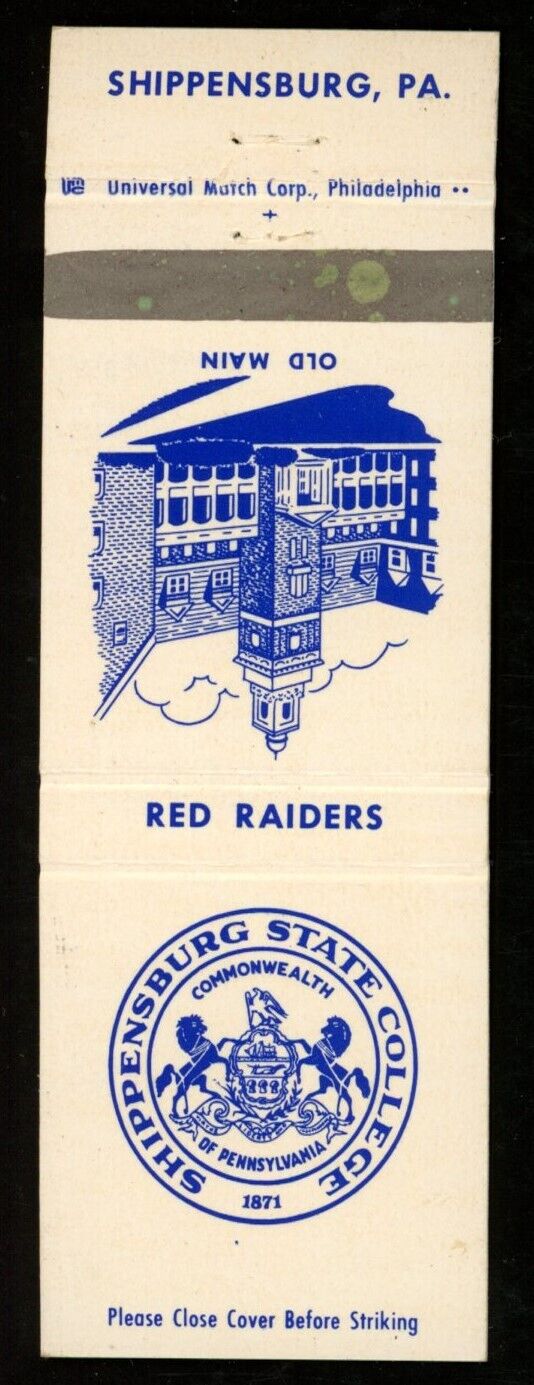 SHIPPENSBURG, PA.
Universal Match Corp., Philadelphia
OLD MAIN
RED RAIDERS
SHIPPENSBURG STATE COLLEGE
COMMONWEALTH
OF PENNSYLVANIA
1871
Please Close Cover Before Striking